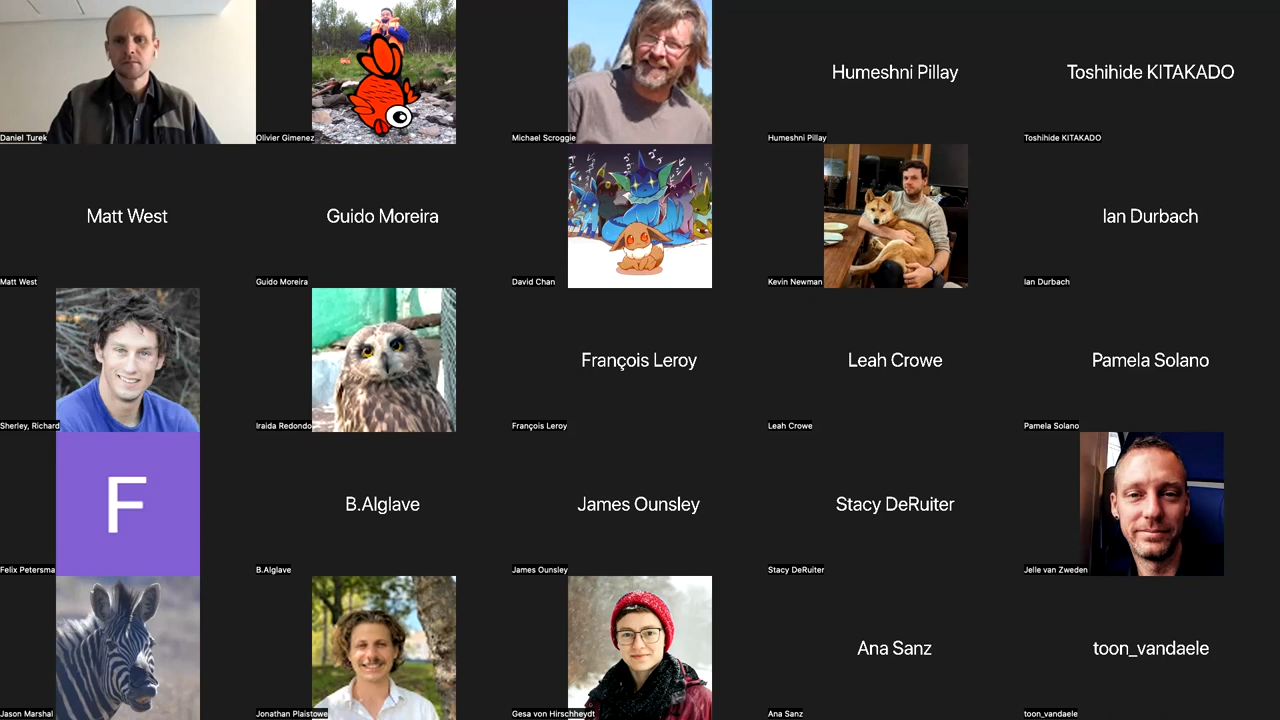 Daniel Turek
Olivier Gimenez
Michael Scroggie
Humeshni Pillay
Humeshni Pillay
Toshihide KITAKADO
Toshihide KITAKADO
Matt West
Matt West
Guido Moreira
Guido Moreira
David Chan
Kevin Newman
Ian Durbach
Ian Durbach
Sherley, Richard
Iraida Redondo
François Leroy
François Leroy
Leah Crowe
Leah Crowe
Pamela Solano
Pamela Solano
F
Felix Petersma
B.Alglave
B.Alglave
James Ounsley
James Ounsley
Stacy DeRuiter
Stacy DeRuiter
Jelle van Zweden
Jason Marshal
Jonathan Plaistowe
Gesa von Hirschheydt
Ana Sanz
Ana Sanz
toon_vandaele
toon_vandaele